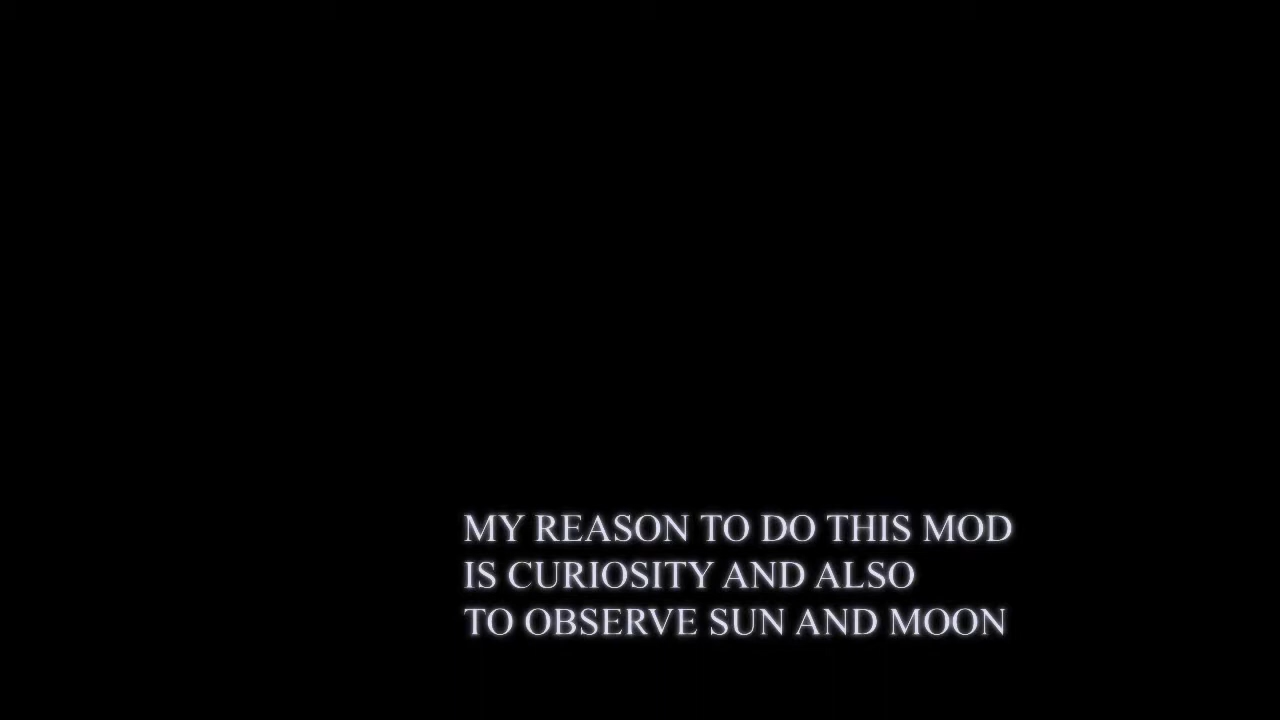 MY REASON TO DO THIS MOD
IS CURIOSITY AND ALSO
TO OBSERVE SUN AND MOON